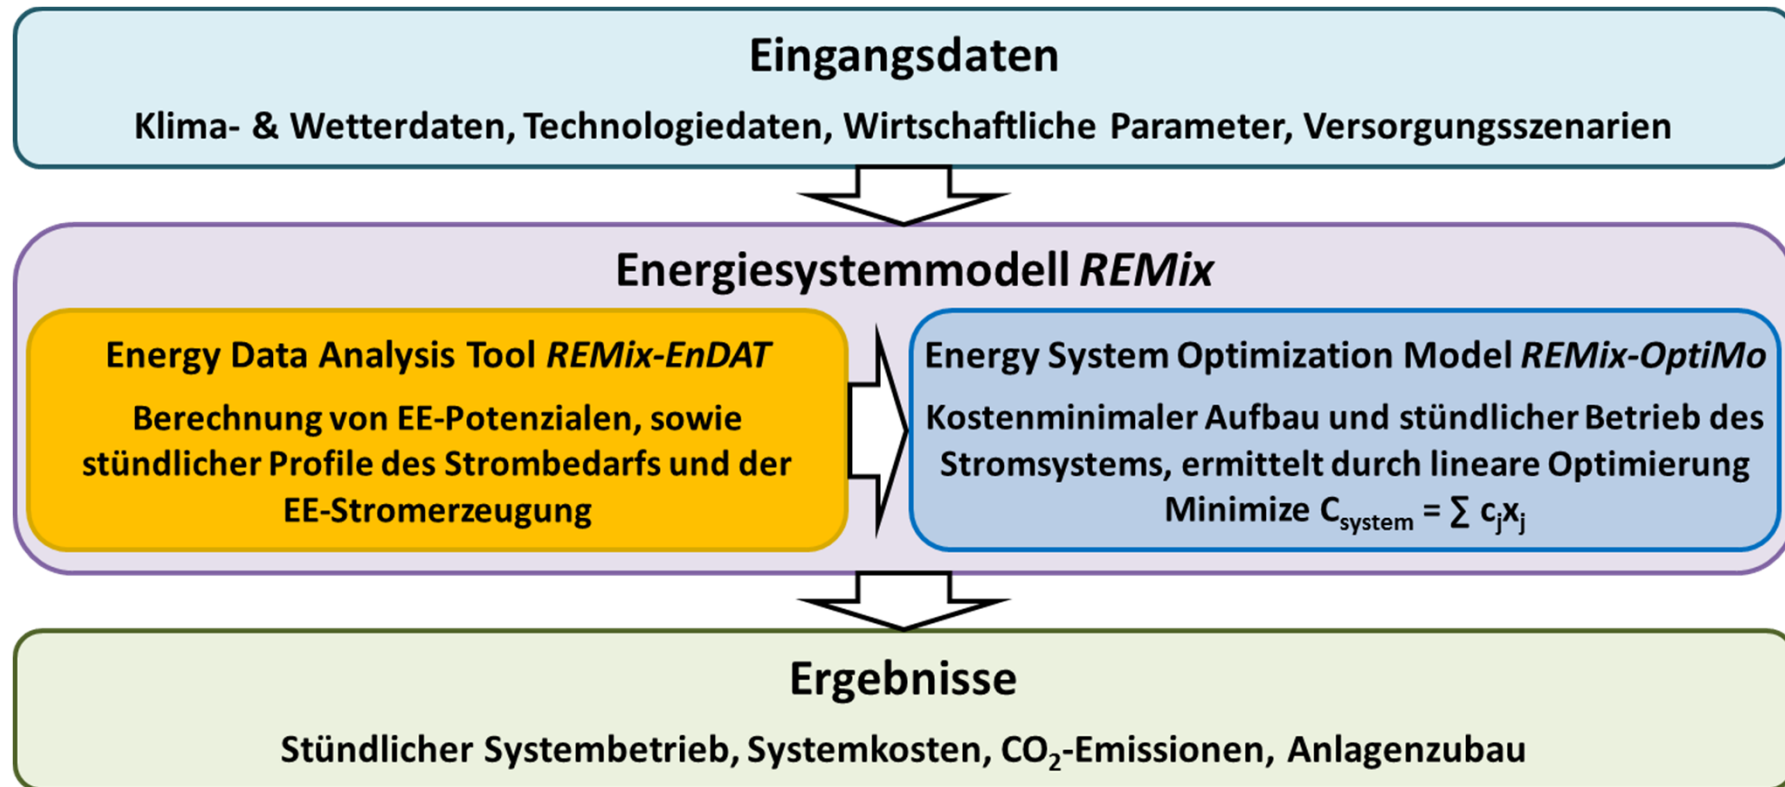 Eingangsdaten
Klima- & Wetterdaten, Technologiedaten, Wirtschaftliche Parameter, Versorgungsszenarien
Energiesystemmodell REMix
Energy Data Analysis Tool REMix-EnDAT
Berechnung von EE-Potenzialen, sowie
stündlicher Profile des Strombedarfs und der
EE-Stromerzeugung
Energy System Optimization Model REMix-OptiMo
Kostenminimaler Aufbau und stündlicher Betrieb des
Stromsystems, ermittelt durch lineare Optimierung
Minimize C_system = ∑ c_jx_j
Ergebnisse
Stündlicher Systembetrieb, Systemkosten, CO₂-Emissionen, Anlagenzubau